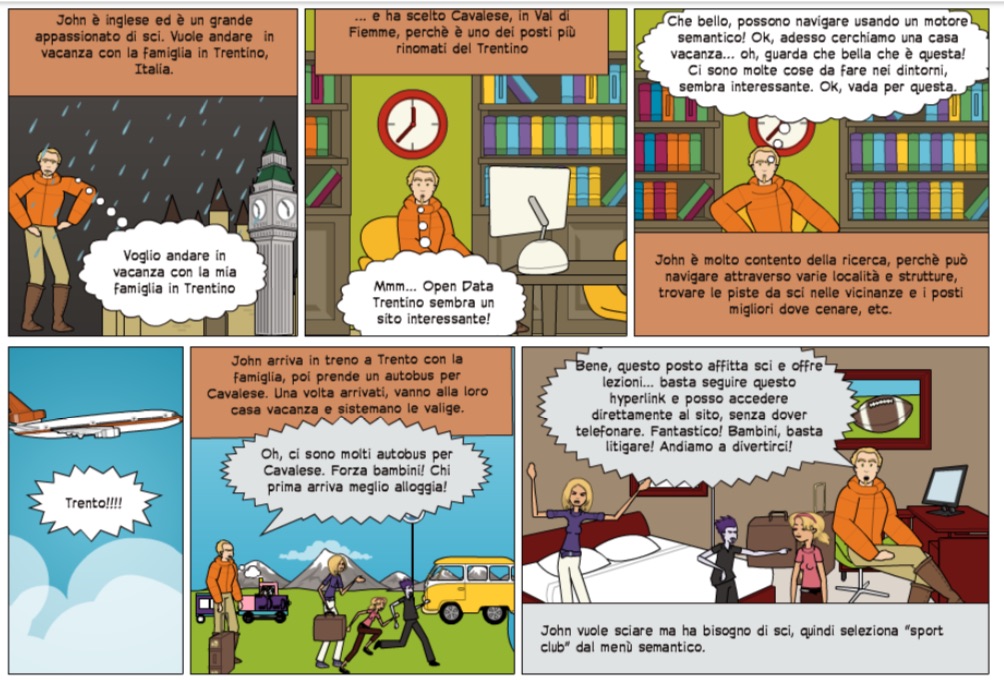 John è inglese ed è un grande
appassionato di sci. Vuole andare in
vacanza con la famiglia in Trentino,
Italia.
Voglio andare in
vacanza con la mia
famiglia in Trentino
... e ha scelto Cavalese, in Val di
Fiemme, perchè è uno dei posti più
rinomati del Trentino
Mmm... Open Data
Trentino sembra un
sito interessante!
Che bello, possono navigare usando un motore
semantico! Ok, adesso cerchiamo una casa
vacanza... oh, guarda che bella che è questa!
Ci sono molte cose da fare nei dintorni,
sembra interessante. Ok, vada per questa.
John è molto contento della ricerca, perchè può
navigare attraverso varie località e strutture,
trovare le piste da sci nelle vicinanze e i posti
migliori dove cenare, etc.
Trento!!!!
John arriva in treno a Trento con la
famiglia, poi prende un autobus per
Cavalese. Una volta arrivati, vanno alla loro
casa vacanza e sistemano le valige.
Oh, ci sono molti autobus per
Cavalese. Forza bambini! Chi
prima arriva meglio alloggia!
Bene, questo posto affitta sci e offre
lezioni... basta seguire questo
hyperlink e posso accedere
direttamente al sito, senza dover
telefonare. Fantastico! Bambini, basta
litigare! Andiamo a divertirci!
John vuole sciare ma ha bisogno di sci, quindi seleziona "sport
club" dal menù semantico.